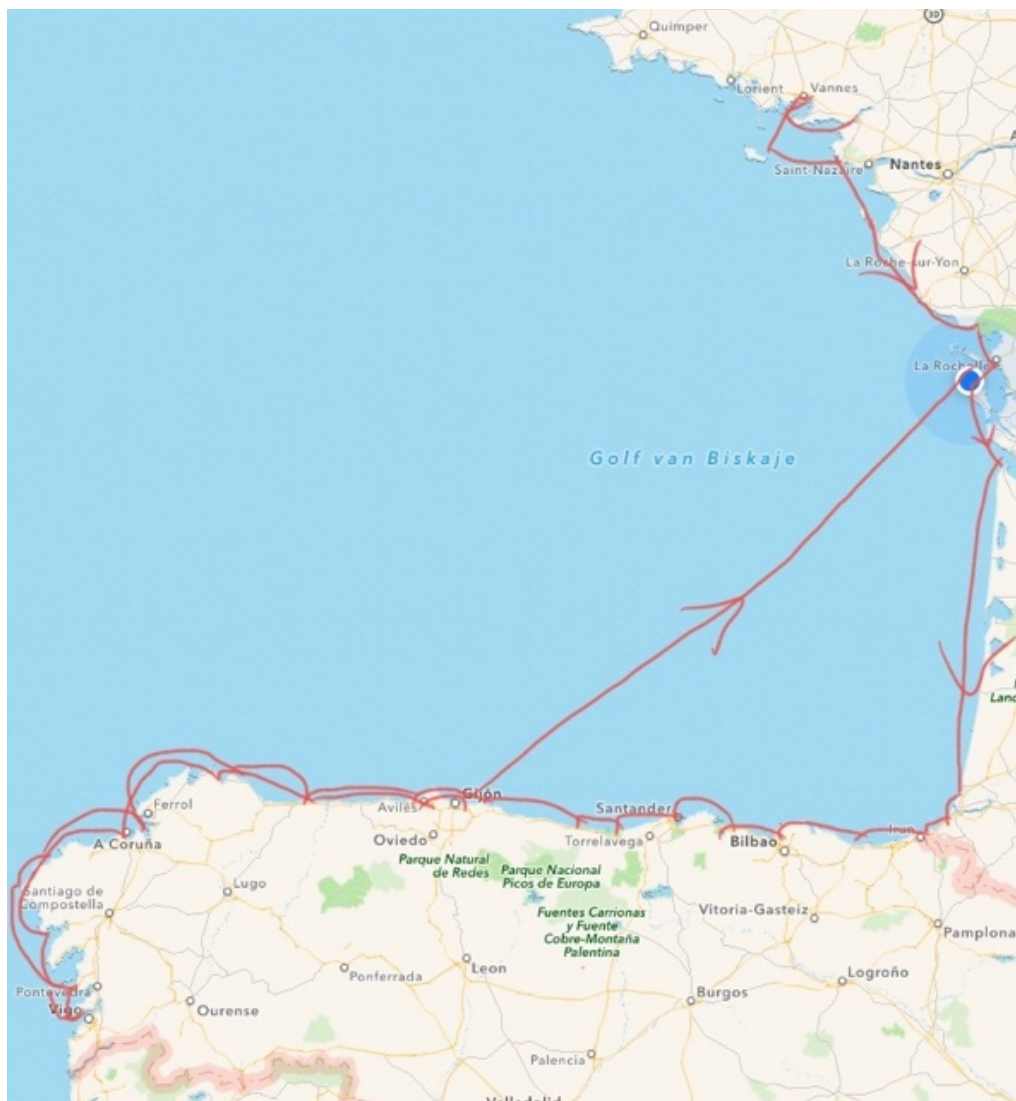 3D
Quimper
Lorient
Vannes
Saint-Nazaire
Nantes
La Roche-sur-Yon
La Rochelle
Golf van Biskaje
Ferrol
A Coruña
Avilés
Gijón
Santander
Oviedo
Torrelavega
Bilbao
Irun
Parque Natural
de Redes
Parque Nacional
Picos de Europa
Lugo
Santiago de
Compostella
Fuentes Carrionas
y Fuente
Cobre-Montaña
Palentina
Vitoria-Gasteiz
Pamplona
Pontevedra
Vigo
Ponferrada
Leon
Logroño
Ourense
Burgos
Palencia
Valladolid